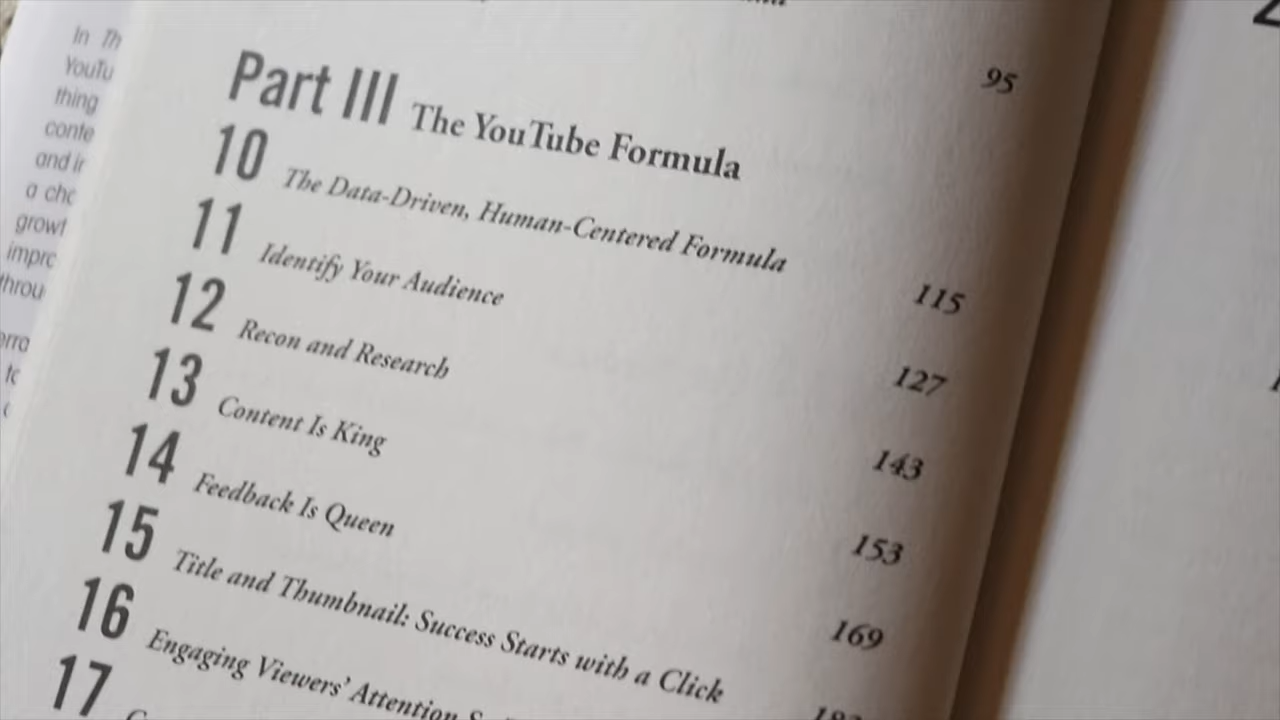 In
YouTu
thing
conte
and
a
growt
throu
95
Part III The YouTube Formula
10 The Data-Driven, Human-Centered Formula 115
11 Identify Your Audience 127
12 Recon and Research 143
13 Content Is King 153
14 Feedback Is Queen 169
15 Title and Thumbnail: Success Starts with a Click
16 Engaging Viewers' Attention
17